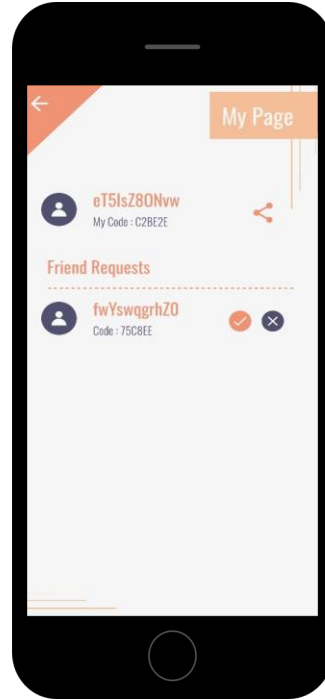 My Page
eT5IsZ8ONvw
My Code : C2BE2E
Friend Requests
fwYswqgrhZ0
Code : 75C8EE